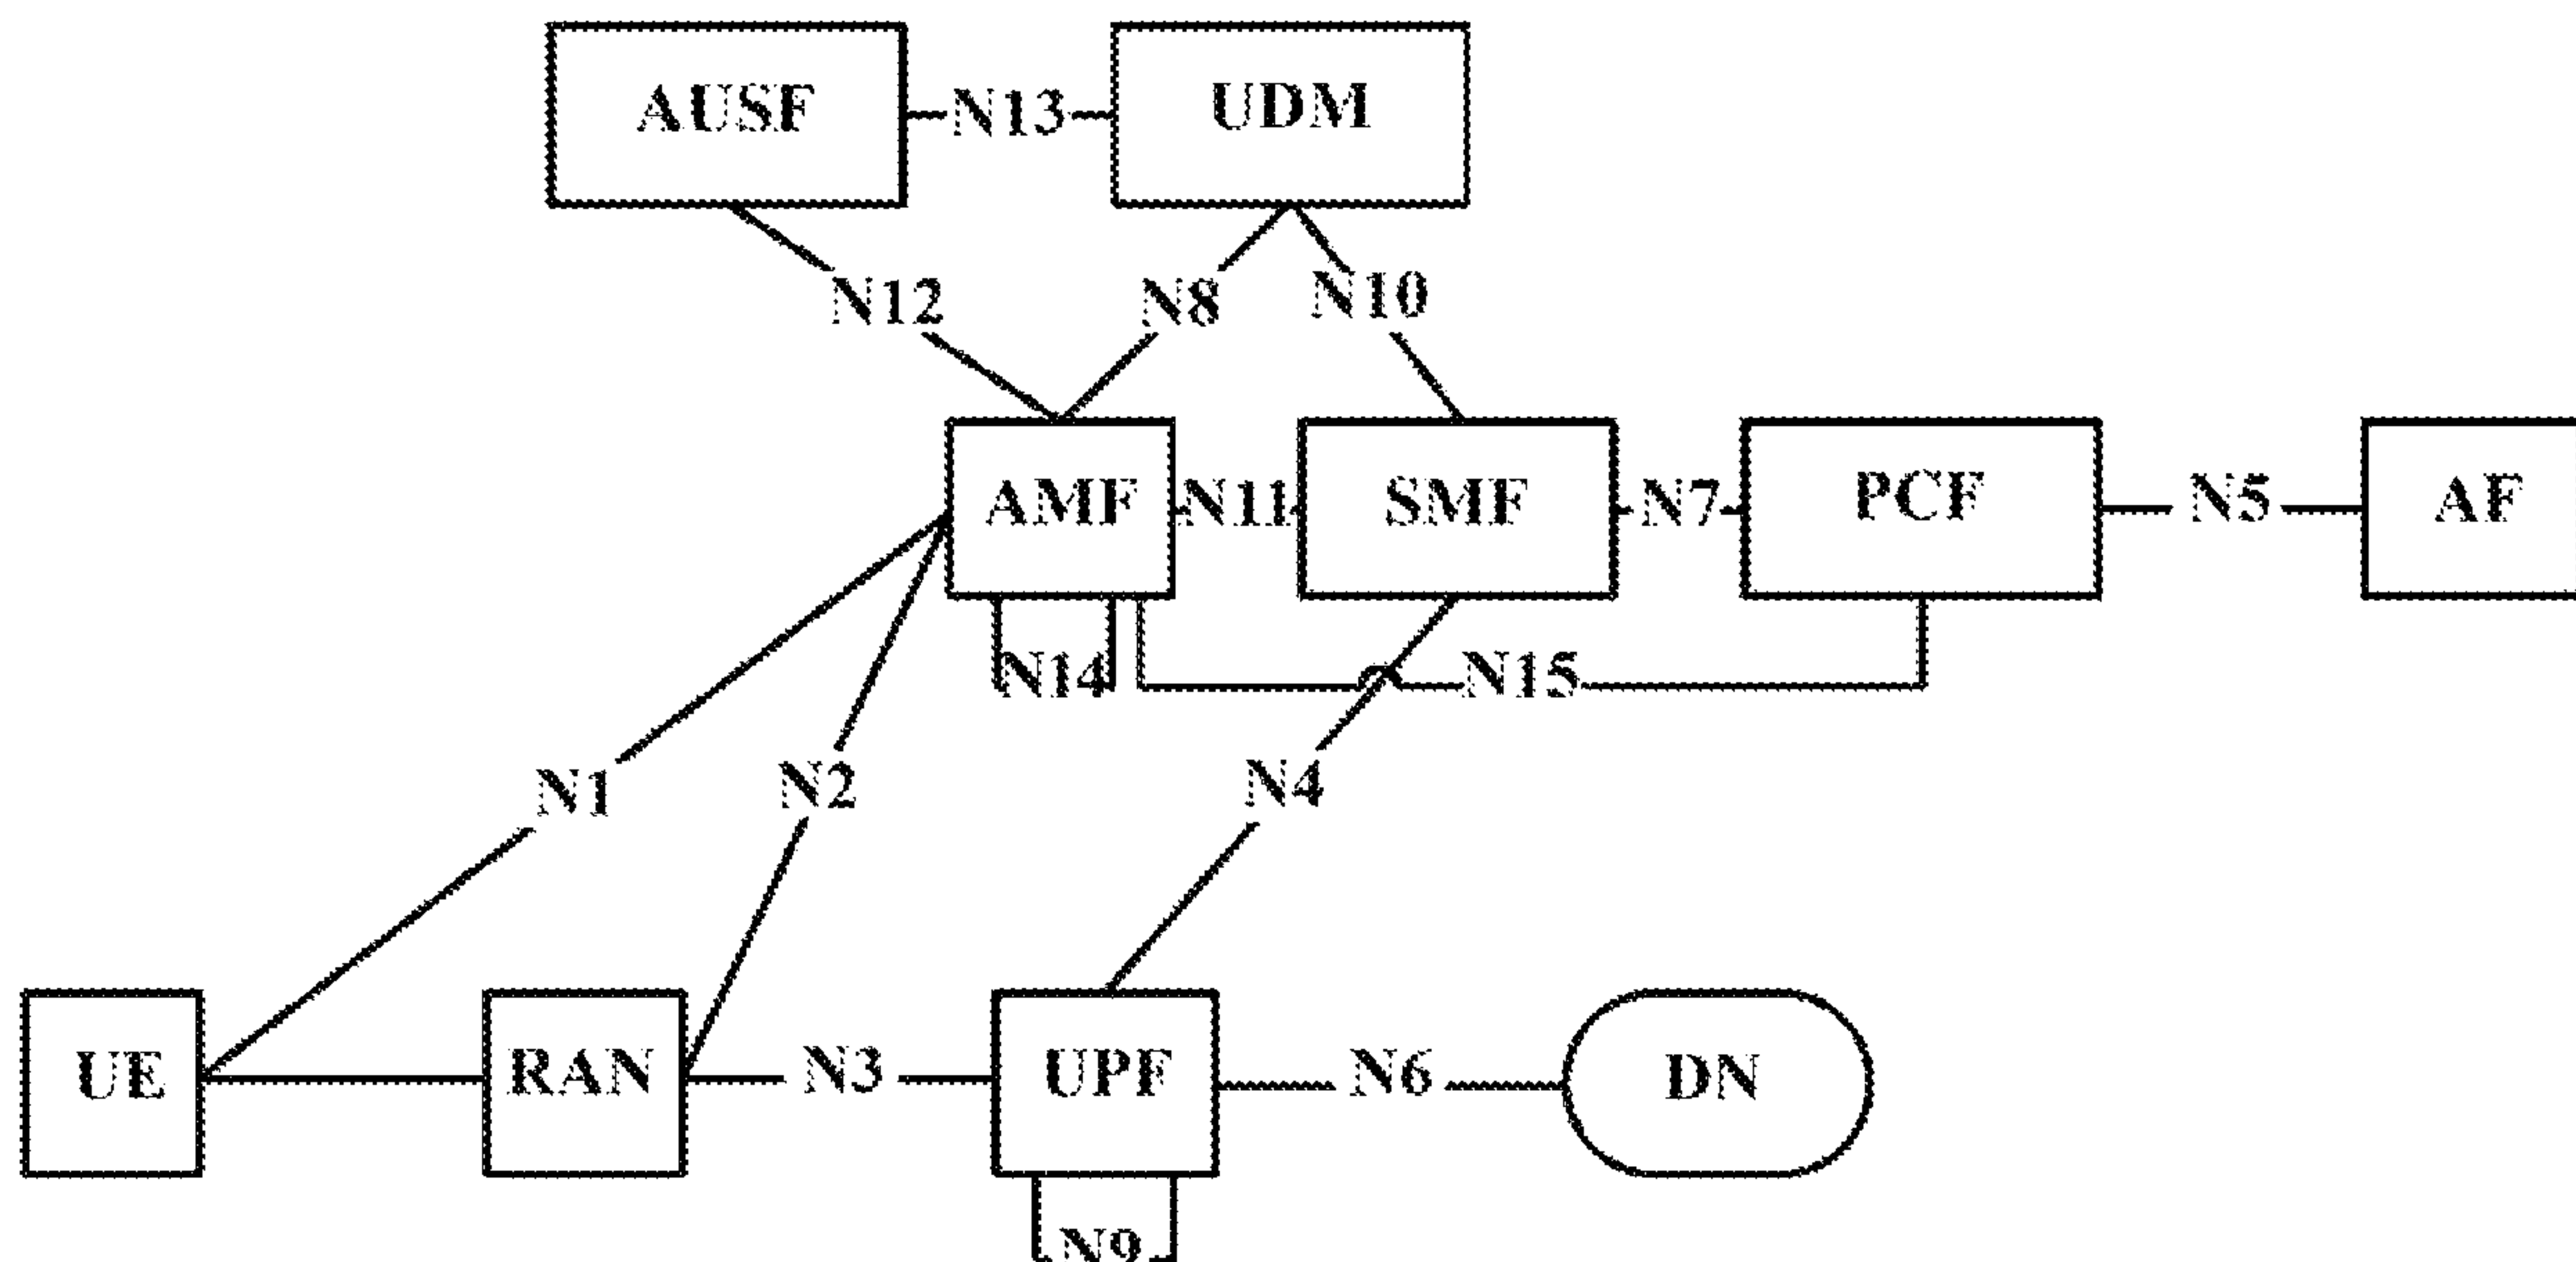 AUSF N13 UDM
N12 N8 N10
AMF N11 SMF N7 PCF N5 AF
N14 N15
N1 N2 N4
UE RAN N3 UPF N6 DN
N9